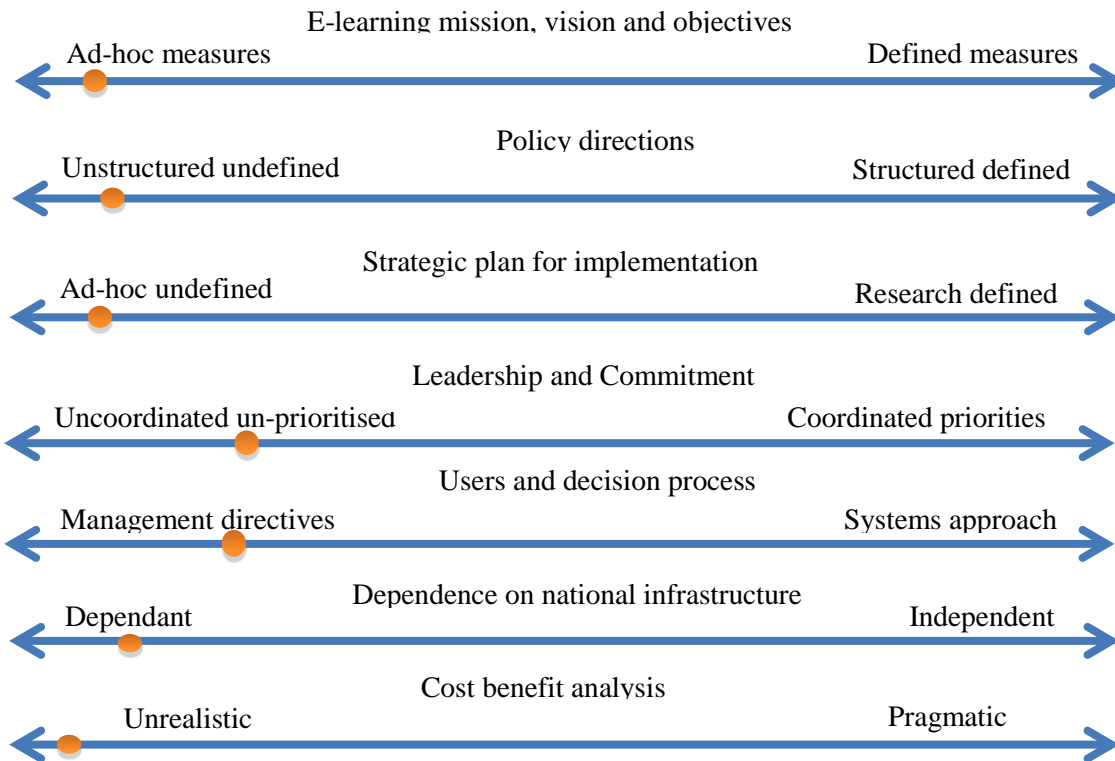 E-learning mission, vision and objectives
Ad-hoc measures Defined measures
Policy directions
Unstructured undefined Structured defined
Strategic plan for implementation
Ad-hoc undefined Research defined
Leadership and Commitment
Uncoordinated un-prioritised Coordinated priorities
Users and decision process
Management directives Systems approach
Dependence on national infrastructure
Dependant Independent
Cost benefit analysis
Unrealistic Pragmatic